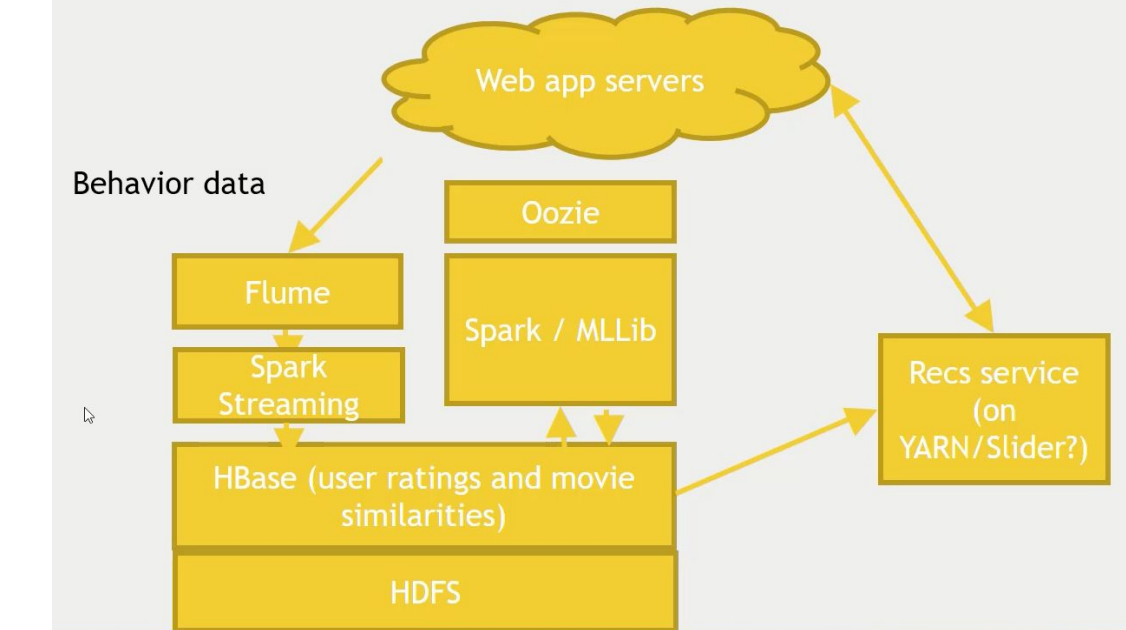 Web app servers
Behavior data
Oozie
Flume
Spark / MLLib
Spark
Streaming
Recs service
(on
YARN/Slider?)
HBase (user ratings and movie
similarities)
HDFS